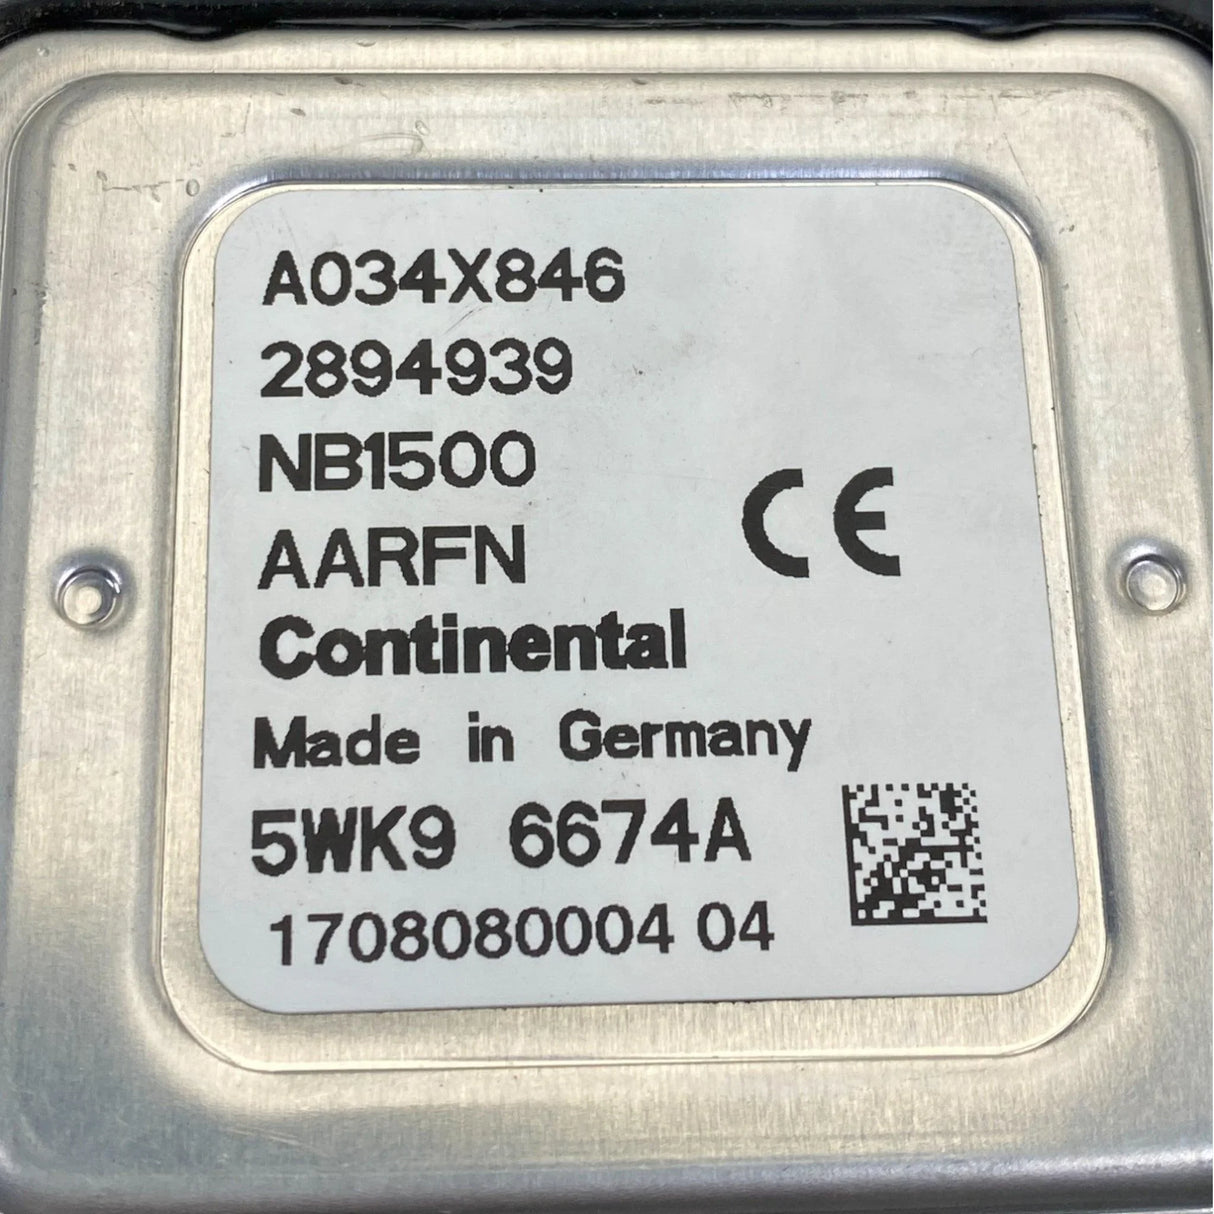 A034X846
2894939
NB1500
AARFN
CE
Continental
Made in Germany
5WK9 6674A
1708080004 04